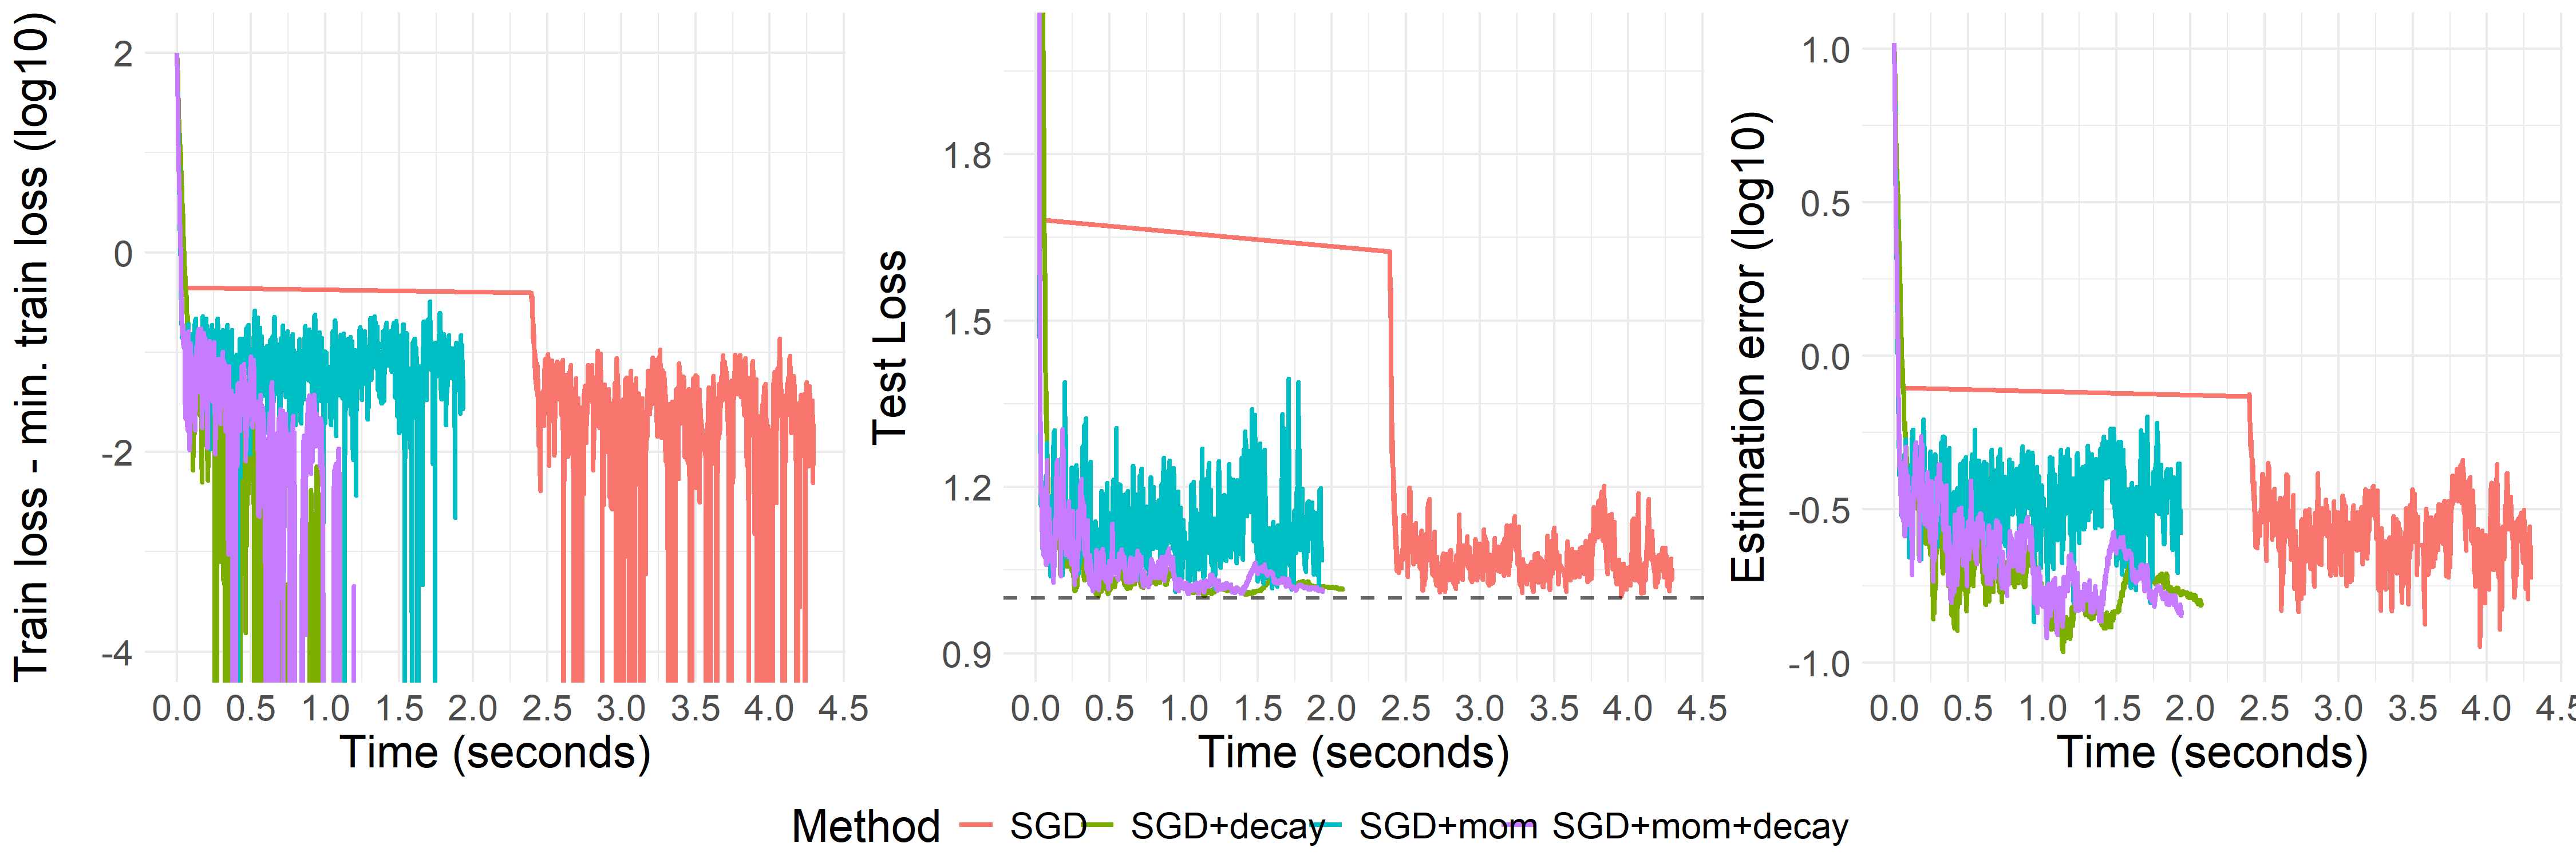 Train loss - min. train loss (log10)
2
0
-2
-4
0.0 0.5 1.0 1.5 2.0 2.5 3.0 3.5 4.0 4.5
Time (seconds)
Test Loss
1.8
1.5
1.2
0.9
0.0 0.5 1.0 1.5 2.0 2.5 3.0 3.5 4.0 4.5
Time (seconds)
Estimation error (log10)
1.0
0.5
0.0
-0.5
-1.0
0.0 0.5 1.0 1.5 2.0 2.5 3.0 3.5 4.0 4.5
Time (seconds)
Method SGD SGD+decay SGD+mom SGD+mom+decay